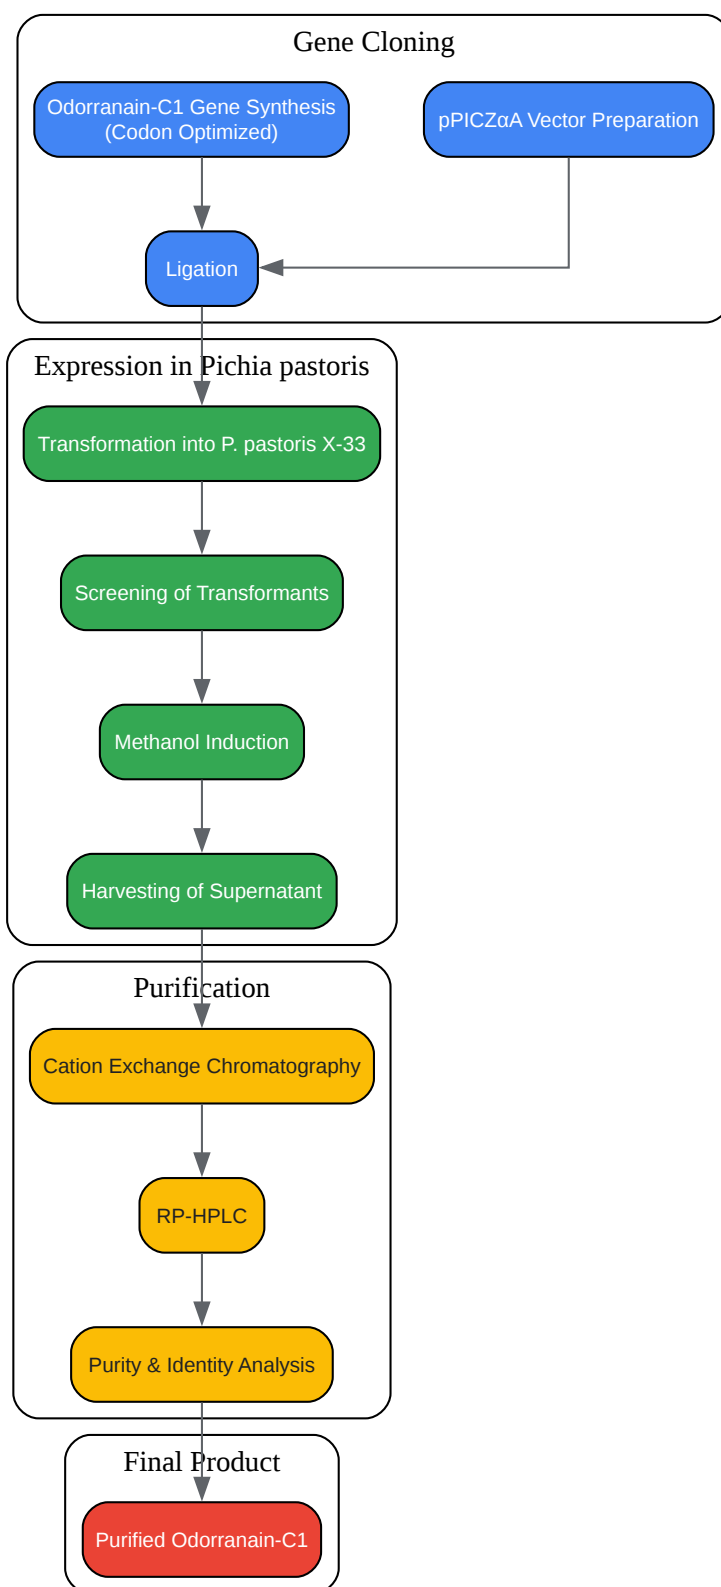 Gene Cloning
Odorranain-C1 Gene Synthesis
(Codon Optimized)
pPICZαA Vector Preparation
Ligation
Expression in Pichia pastoris
Transformation into P. pastoris X-33
Screening of Transformants
Methanol Induction
Harvesting of Supernatant
Purification
Cation Exchange Chromatography
RP-HPLC
Purity & Identity Analysis
Final Product
Purified Odorranain-C1